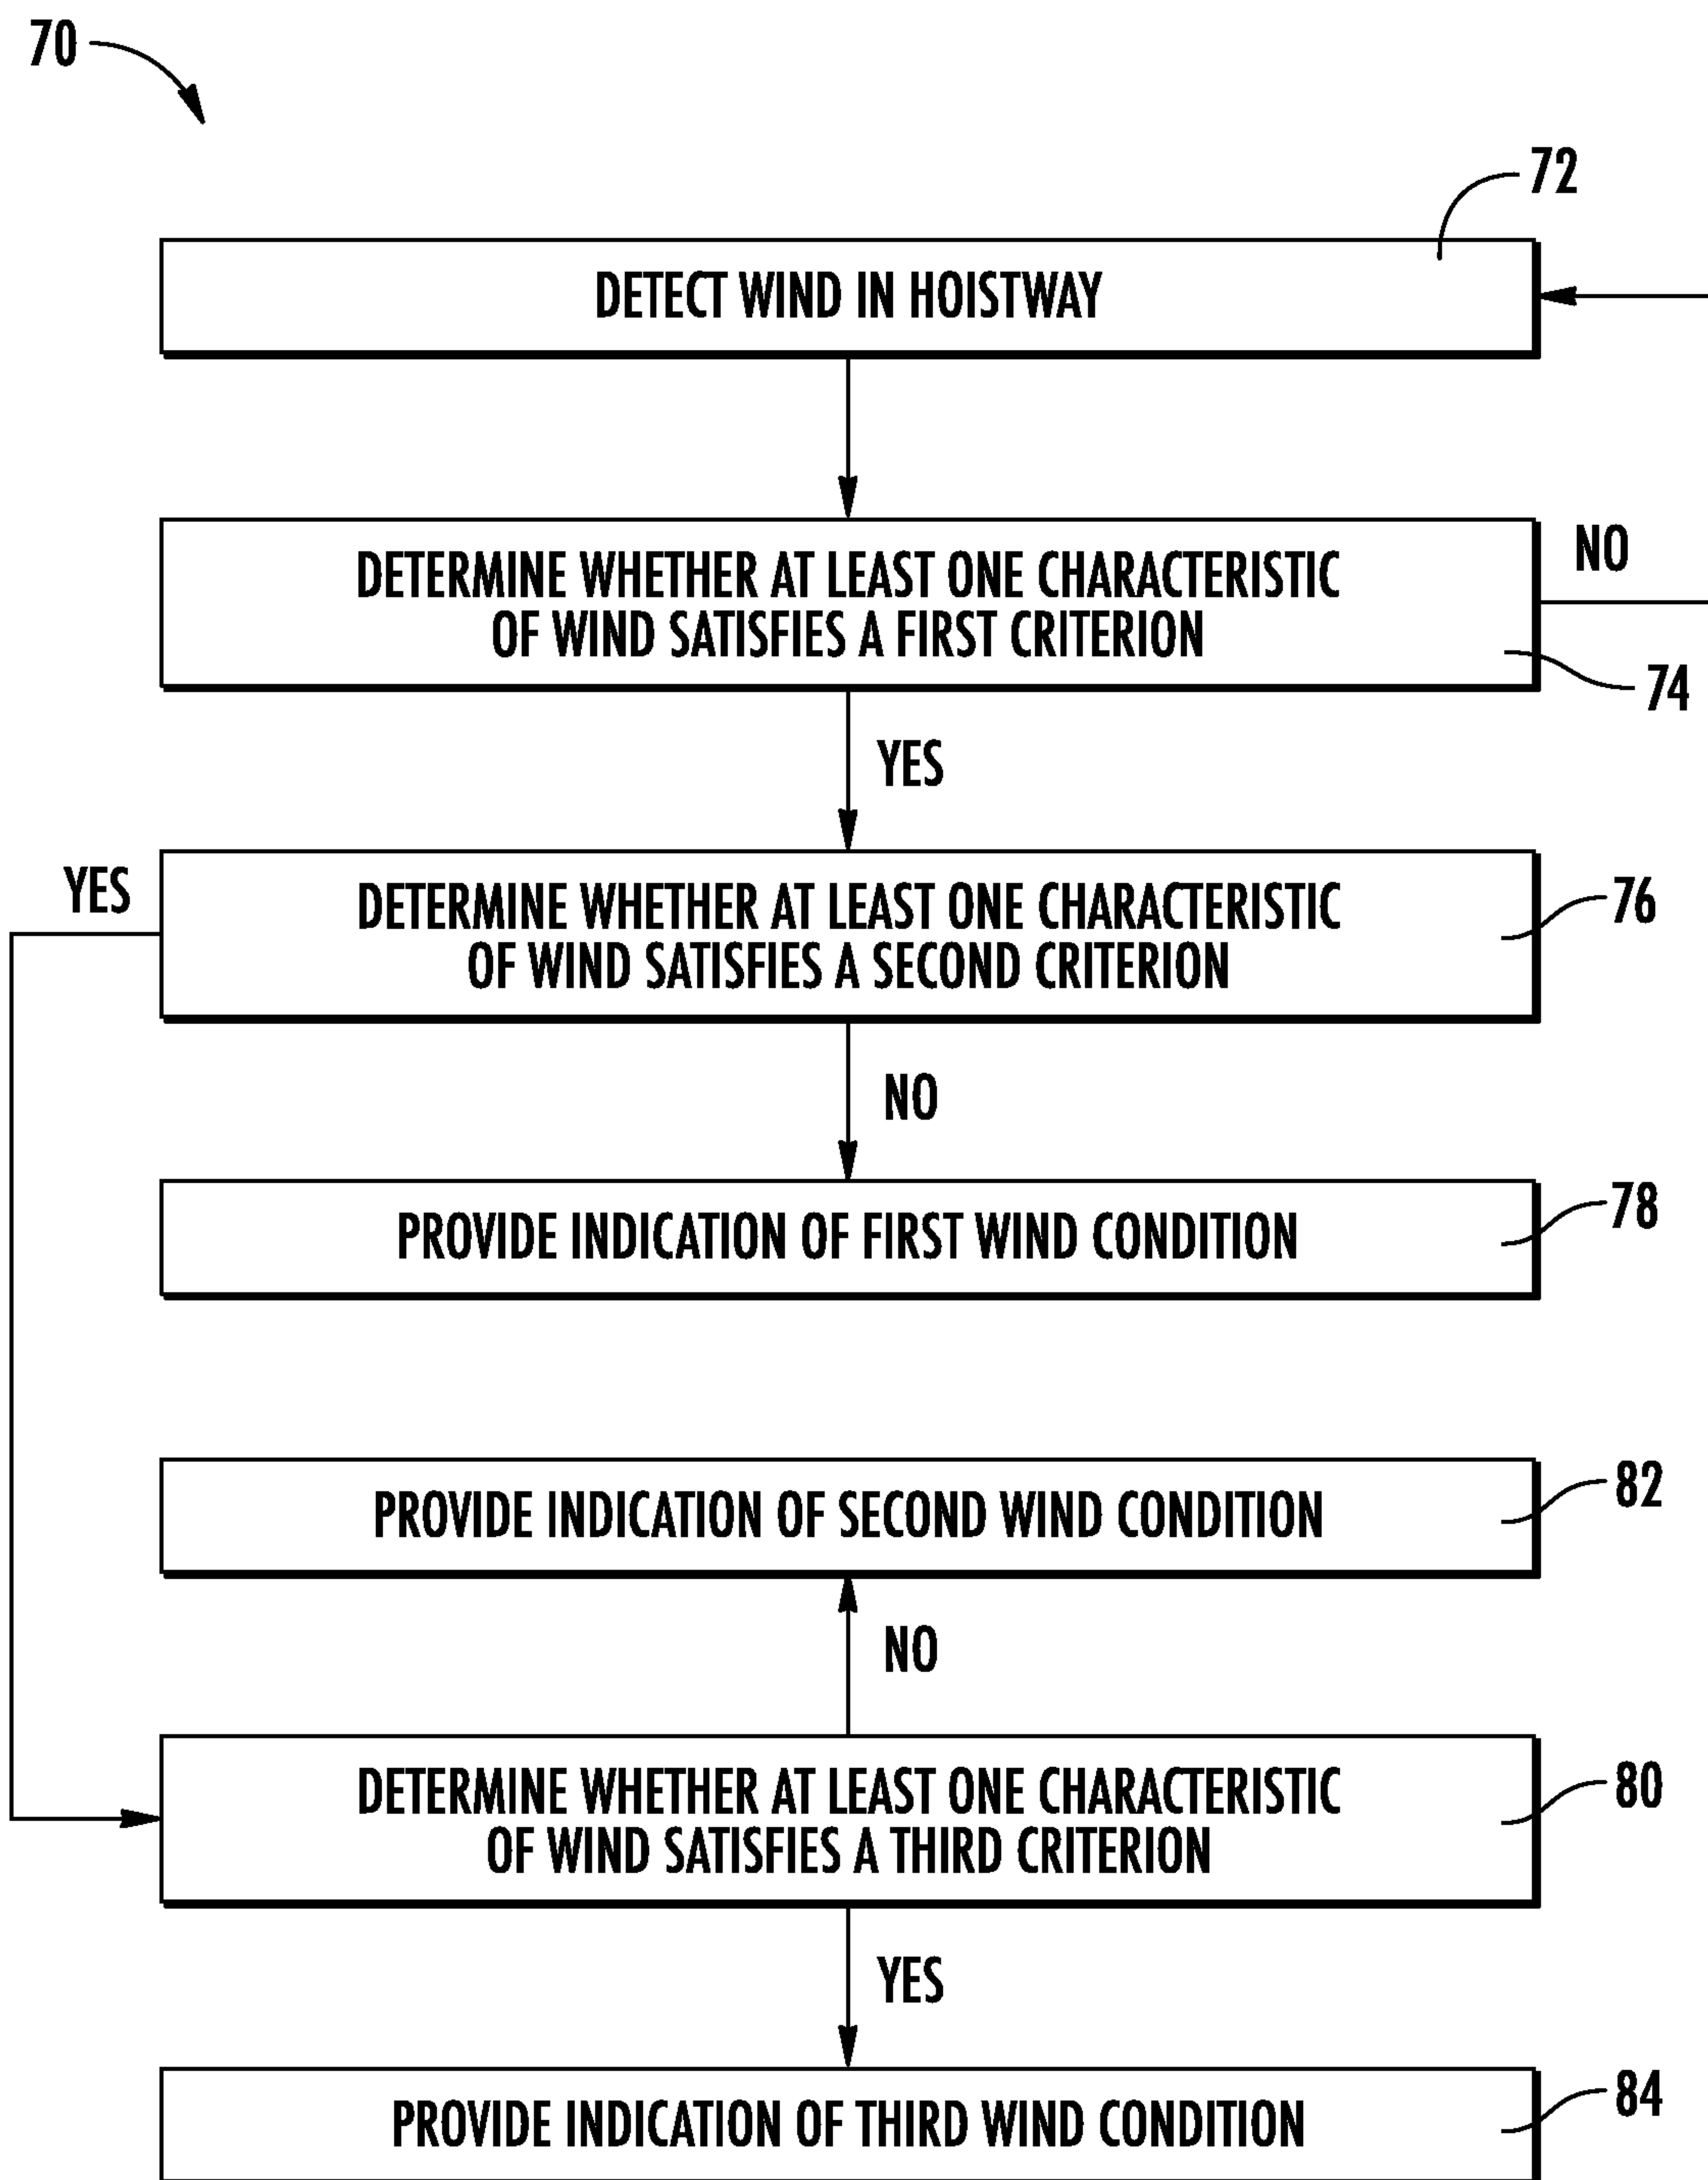 70
72
DETECT WIND IN HOISTWAY
DETERMINE WHETHER AT LEAST ONE CHARACTERISTIC
OF WIND SATISFIES A FIRST CRITERION
NO
74
YES
YES
DETERMINE WHETHER AT LEAST ONE CHARACTERISTIC
OF WIND SATISFIES A SECOND CRITERION
76
NO
PROVIDE INDICATION OF FIRST WIND CONDITION
78
PROVIDE INDICATION OF SECOND WIND CONDITION
82
NO
DETERMINE WHETHER AT LEAST ONE CHARACTERISTIC
OF WIND SATISFIES A THIRD CRITERION
80
YES
PROVIDE INDICATION OF THIRD WIND CONDITION
84